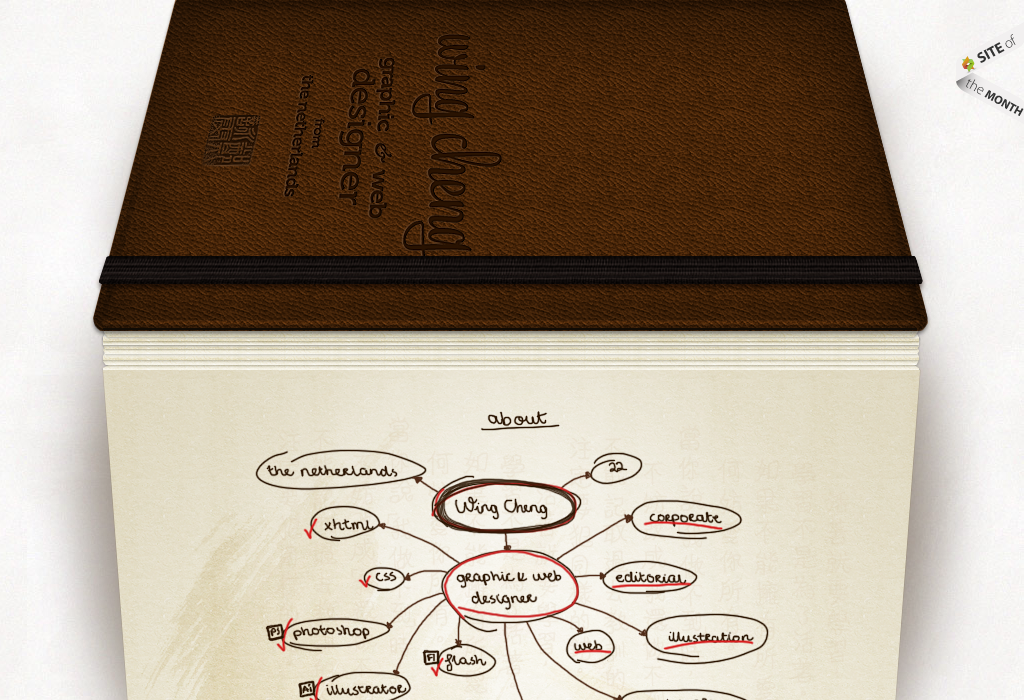 wing cheng
graphic & web
designer
from
the netherlands
SITE of
the MONTH
about
the netherlands
22
Wing Cheng
xhtml
corporate
css
graphic & web
designer
editorial
Ps
photoshop
illustration
web
Fl
flash
Ai
illustrator